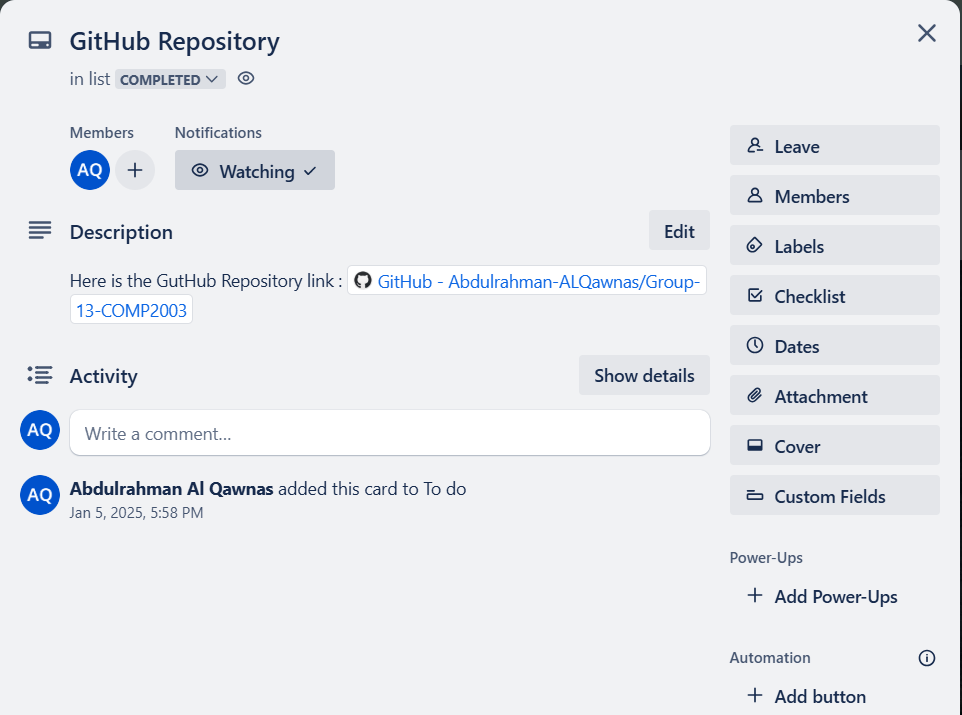 GitHub Repository
in list COMPLETED
Members
Notifications
AQ
Watching
Description
Edit
Here is the GutHub Repository link : GitHub - Abdulrahman-ALQawnas/Group-
13-COMP2003
Activity
Show details
AQ
Write a comment...
AQ
Abdulrahman Al Qawnas added this card to To do
Jan 5, 2025, 5:58 PM
Leave
Members
Labels
Checklist
Dates
Attachment
Cover
Custom Fields
Power-Ups
+ Add Power-Ups
Automation
+ Add button